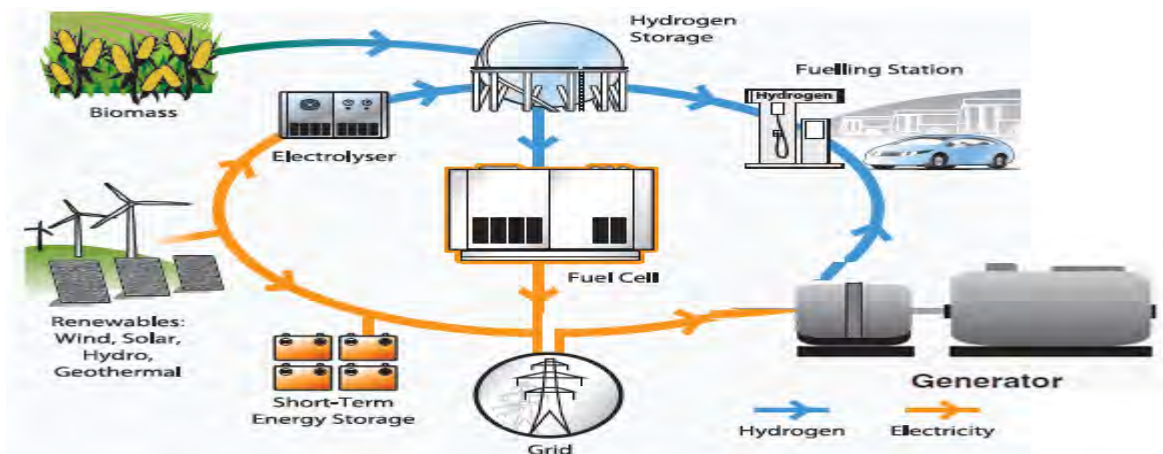 Hydrogen
Storage
Fuelling Station
Hydrogen
Biomass
Electrolyser
Fuel Cell
Renewables:
Wind, Solar,
Hydro,
Geothermal
Short-Term
Energy Storage
Generator
Hydrogen
Electricity
Grid